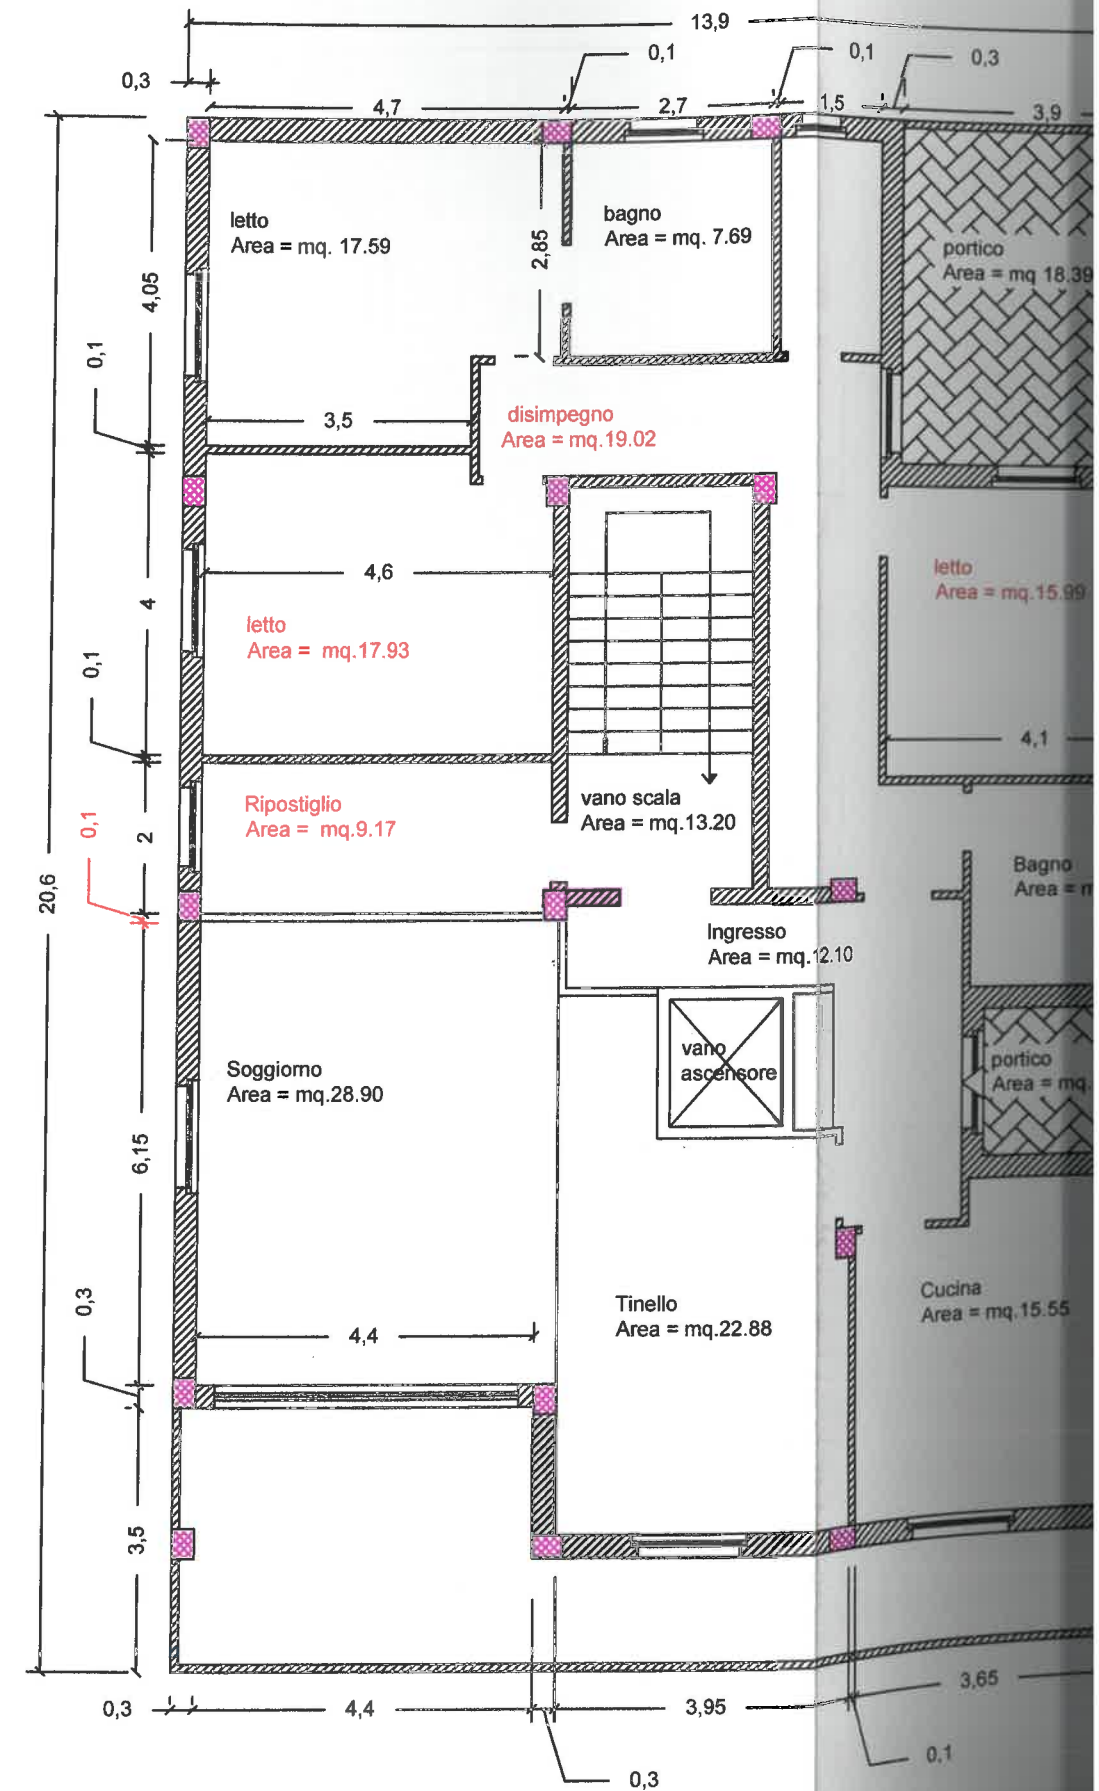 13,9
0,1
0,1
0,3
0,3
4,7
2,7
1,5
3,9
letto
Area = mq. 17.59
bagno
Area = mq. 7.69
portico
Area = mq 18.39
2,85
4,05
0,1
3,5
disimpegno
Area = mq.19.02
4,6
4
letto
Area = mq.17.93
letto
Area = mq.15.99
0,1
4,1
Ripostiglio
Area = mq.9.17
vano scala
Area = mq.13.20
0,1
2
20,6
Bagno
Area =
Ingresso
Area = mq.12.10
vano
ascensore
portico
Area = mq.
Soggiorno
Area = mq.28.90
6,15
0,3
4,4
Tinello
Area = mq.22.88
Cucina
Area = mq.15.55
3,5
0,3
4,4
3,95
3,65
0,1
0,3